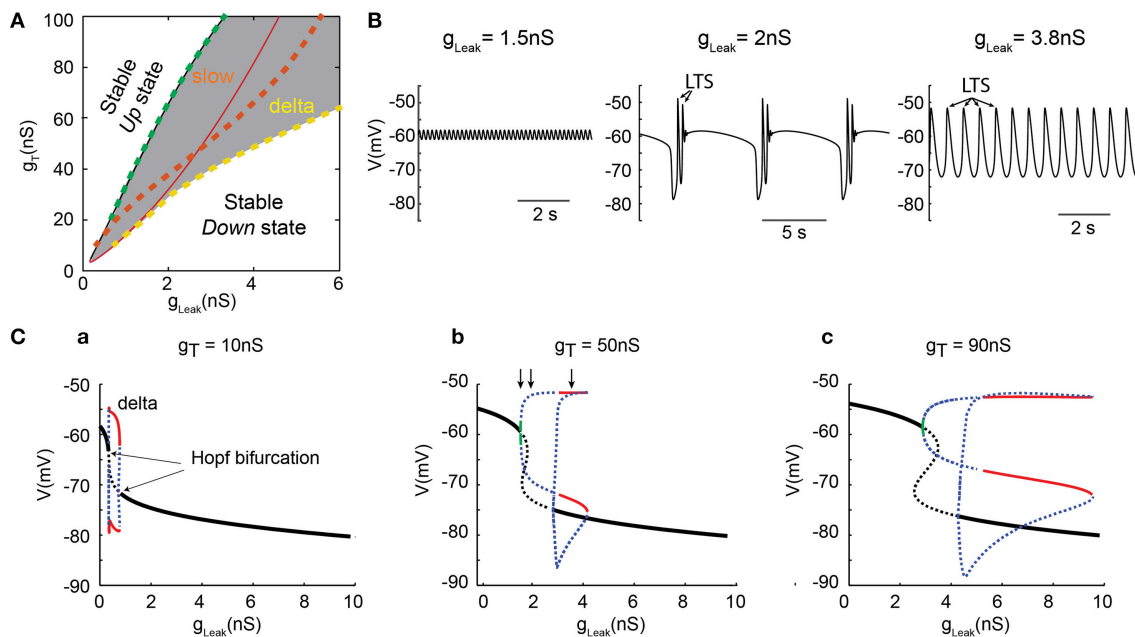 A
100
80
60
40
20
0
g_T(nS)
0
2
4
6
g_Leak(nS)
Stable
Up state
slow
delta
Stable
Down state
B
g_Leak = 1.5nS
g_Leak = 2nS
g_Leak = 3.8nS
V(mV)
-50
-60
-70
-80
2 s
-50
-60
-70
-80
LTS
5 s
-50
-60
-70
-80
LTS
2 s
C
a
g_T = 10nS
V(mV)
-50
-60
-70
-80
-90
delta
Hopf bifurcation
0
2
4
6
8
10
g_Leak(nS)
b
g_T = 50nS
V(mV)
-50
-60
-70
-80
-90
0
2
4
6
8
10
g_Leak(nS)
c
g_T = 90nS
V(mV)
-50
-60
-70
-80
-90
0
2
4
6
8
10
g_Leak(nS)